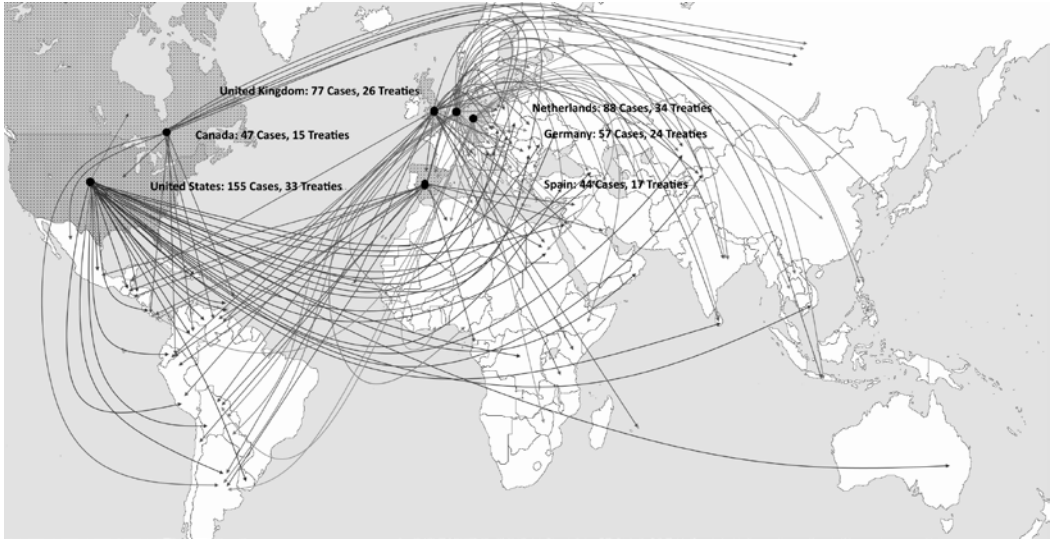 United Kingdom: 77 Cases, 26 Treaties
Netherlands: 88 Cases, 34 Treaties
Canada: 47 Cases, 15 Treaties
Germany: 57 Cases, 24 Treaties
United States: 155 Cases, 33 Treaties
Spain: 44 Cases, 17 Treaties